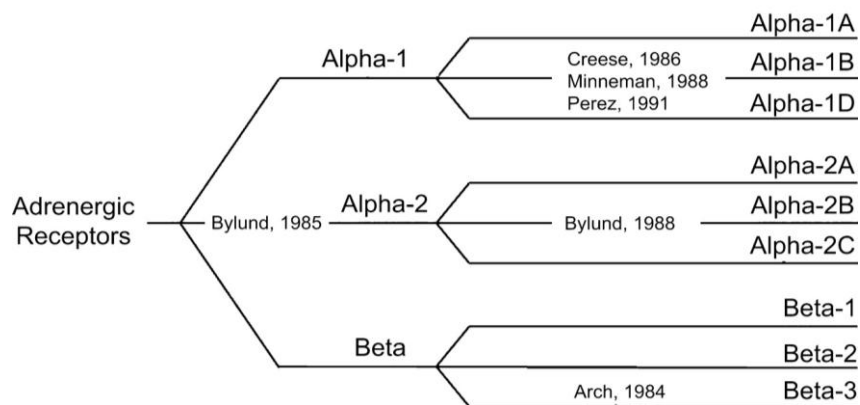 Adrenergic
Receptors
Bylund, 1985
Alpha-1
Creese, 1986
Minneman, 1988
Perez, 1991
Alpha-1A
Alpha-1B
Alpha-1D
Alpha-2
Bylund, 1988
Alpha-2A
Alpha-2B
Alpha-2C
Beta
Arch, 1984
Beta-1
Beta-2
Beta-3